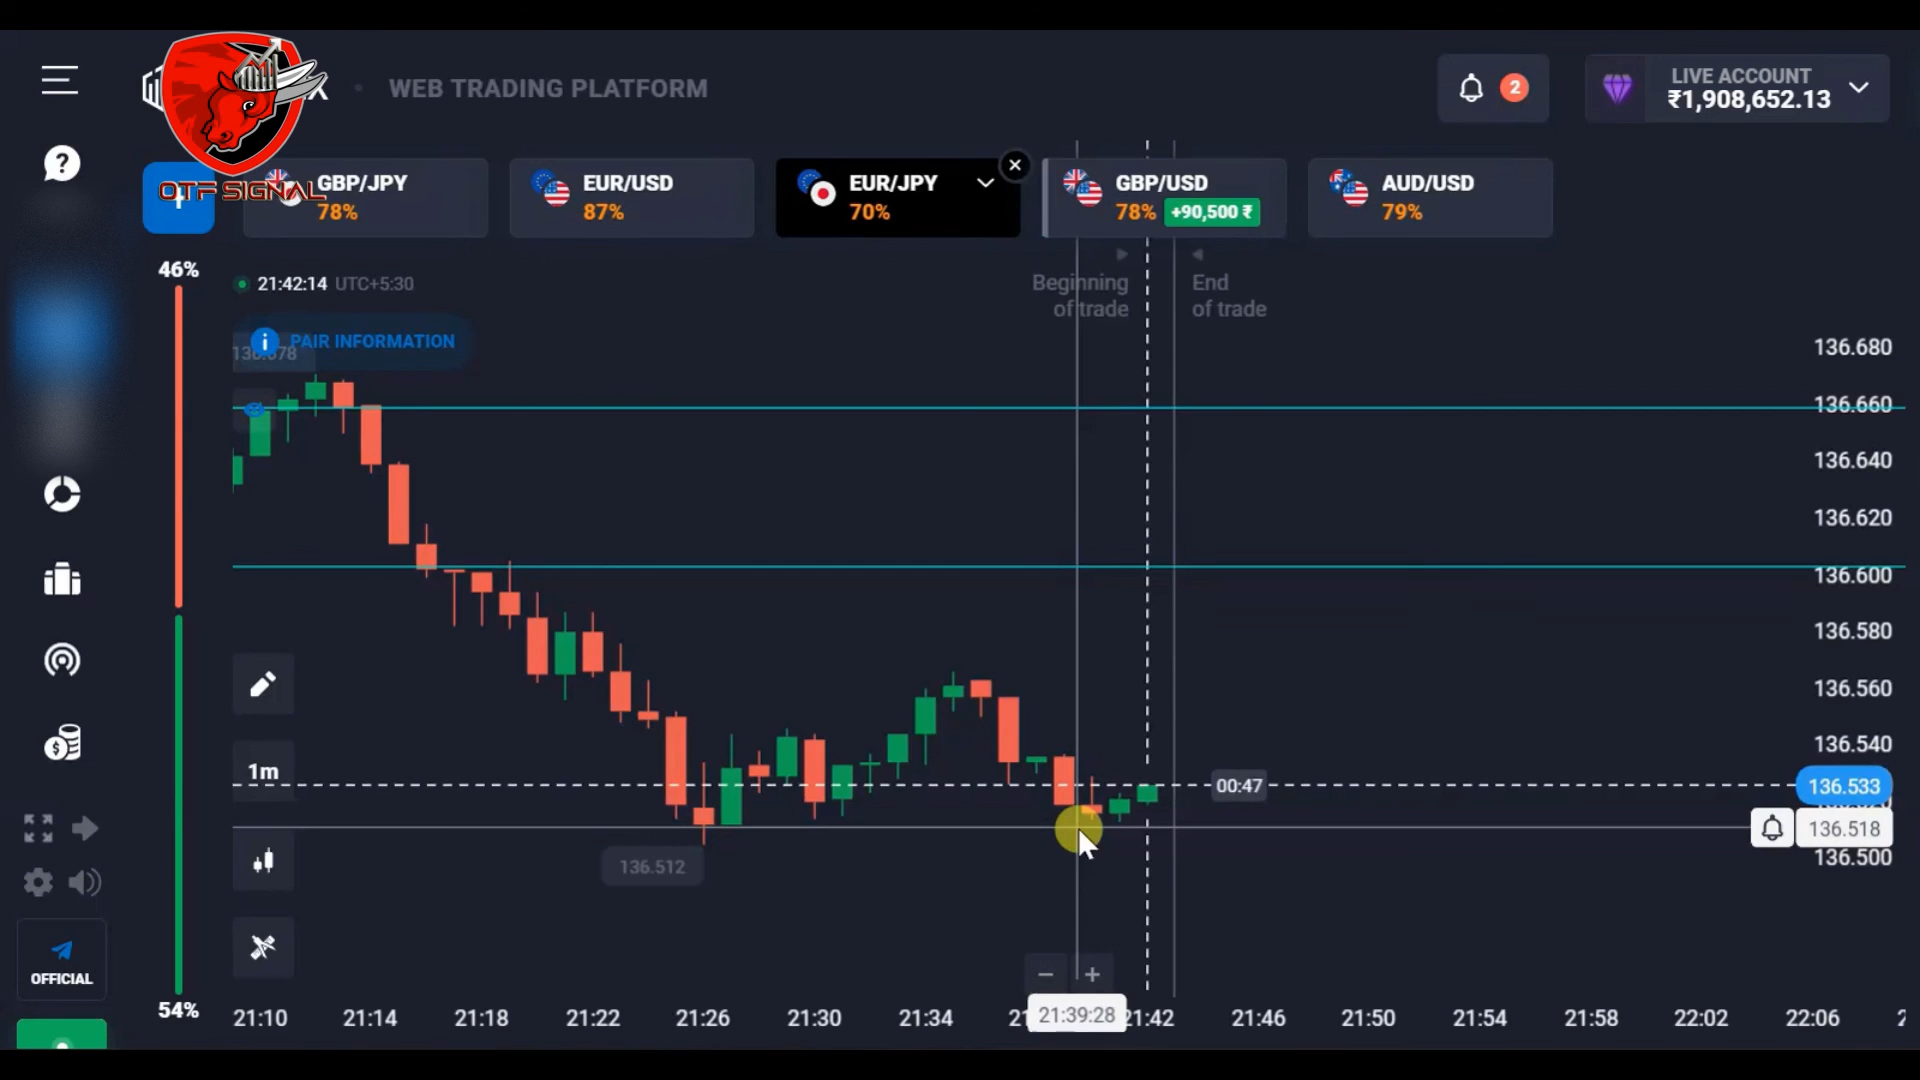 WEB TRADING PLATFORM
2
LIVE ACCOUNT
₹1,908,652.13
OTF SIGNAL
GBP/JPY
78%
EUR/USD
87%
EUR/JPY
70%
GBP/USD
78% +90,500 ₹
AUD/USD
79%
46%
21:42:14 UTC+5:30
Beginning
of trade
End
of trade
PAIR INFORMATION
136.680
136.660
136.640
136.620
136.600
136.580
136.560
136.540
1m
00:47
136.533
136.518
136.500
136.512
OFFICIAL
54%
21:10 21:14 21:18 21:22 21:26 21:30 21:34 21:39:28 21:42 21:46 21:50 21:54 21:58 22:02 22:06